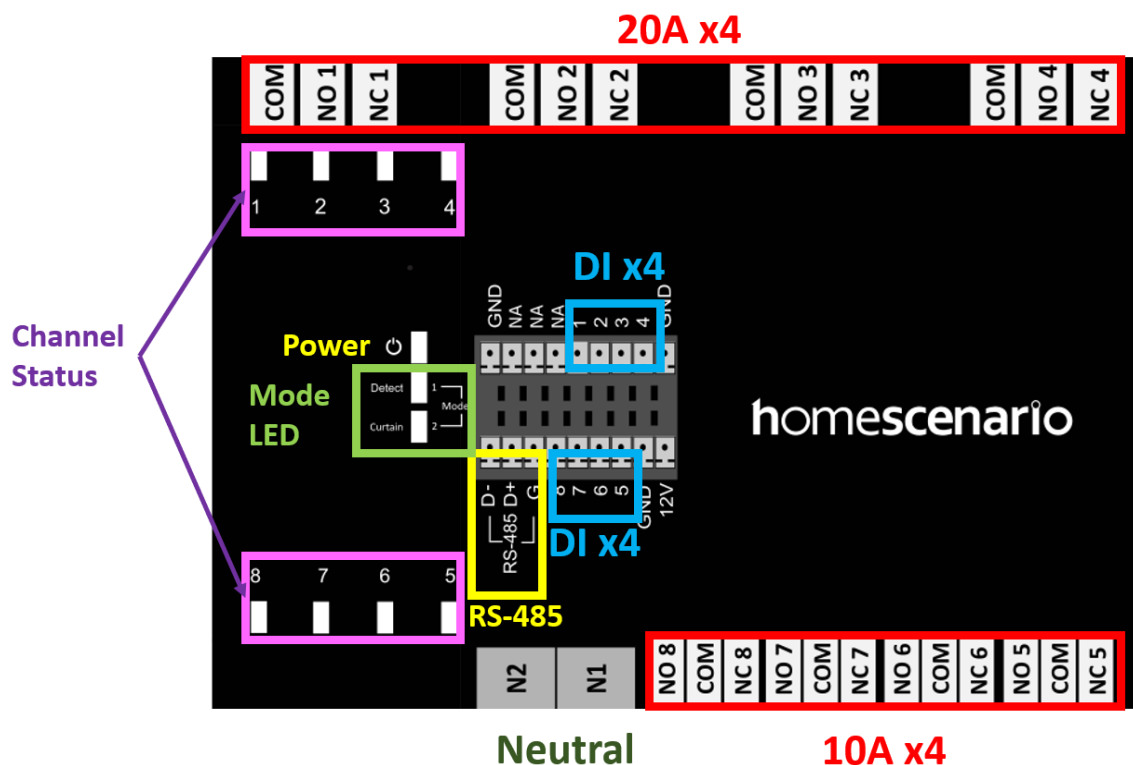 20A x4
COM NO 1 NC 1 COM NO 2 NC 2 COM NO 3 NC 3 COM NO 4 NC 4
1 2 3 4
DI x4
GND NA NA NA 1 2 3 4 GND
Channel
Status
Power
Mode
LED
Detect 1
Mode
Curtain 2
homescenario
D- D+ G 8 7 6 5 GND 12V
RS-485
DI x4
8 7 6 5
RS-485
N2 N1
NO 8 COM NC 8 NO 7 COM NC 7 NO 6 COM NC 6 NO 5 COM NC 5
Neutral
10A x4